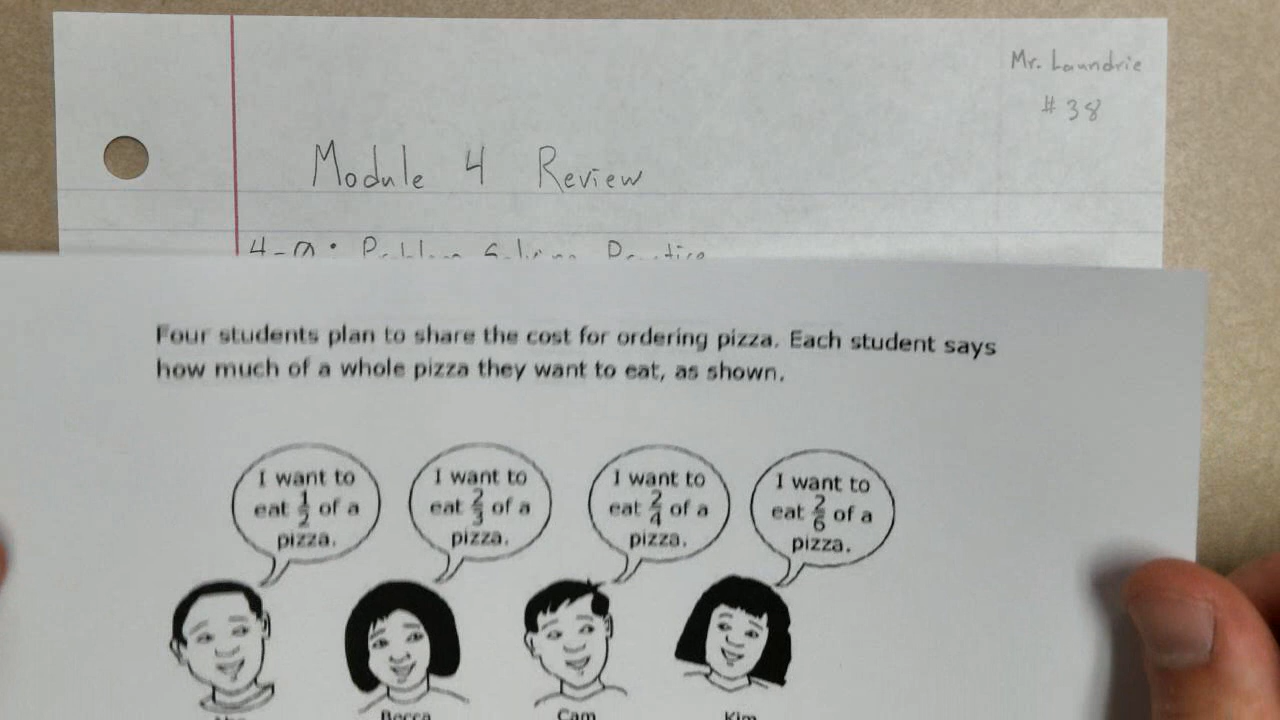 Mr. Laundrie
# 38
Module 4 Review
Four students plan to share the cost for ordering pizza. Each student says
how much of a whole pizza they want to eat, as shown.
I want to
eat 1/2 of a
pizza.
I want to
eat 2/3 of a
pizza.
I want to
eat 2/4 of a
pizza.
I want to
eat 2/6 of a
pizza.
Becca
Cam
Kim